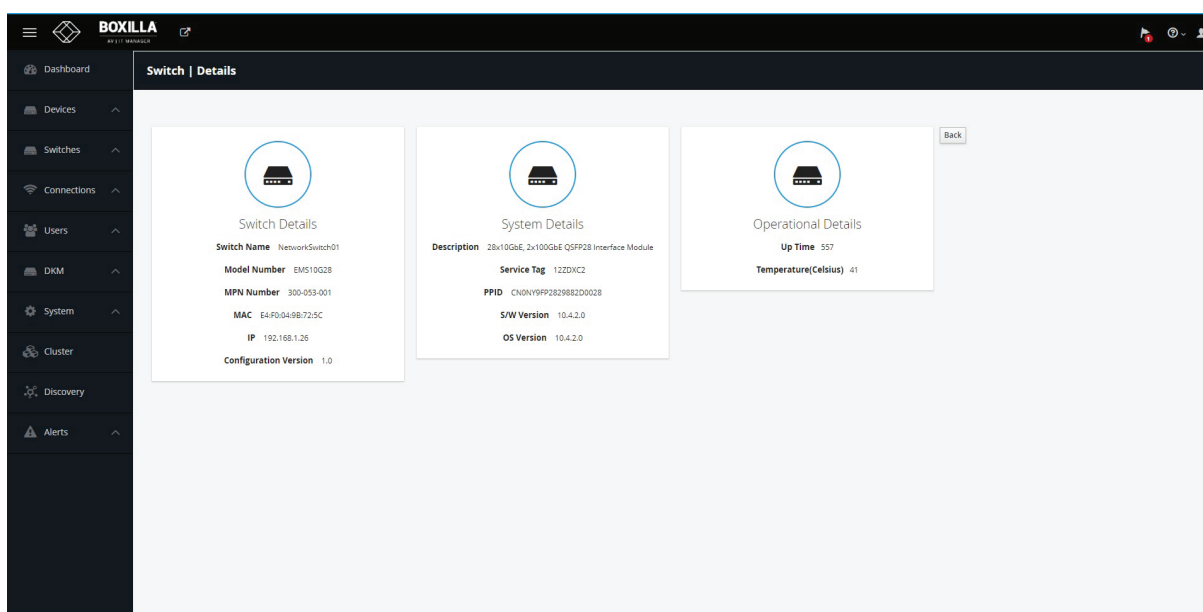 BOXILLA
AV | IT MANAGER
1
Dashboard
Switch | Details
Devices
Switches
Connections
Users
DKM
System
Cluster
Discovery
Alerts
Back
Switch Details
Switch Name NetworkSwitch01
Model Number EMS10G28
MPN Number 300-053-001
MAC E4:F0:04:9B:72:5C
IP 192.168.1.26
Configuration Version 1.0
System Details
Description 28x10GbE, 2x100GbE QSFP28 Interface Module
Service Tag 12ZDXC2
PPID CN0NY9FP2829882D0028
S/W Version 10.4.2.0
OS Version 10.4.2.0
Operational Details
Up Time 557
Temperature(Celsius) 41